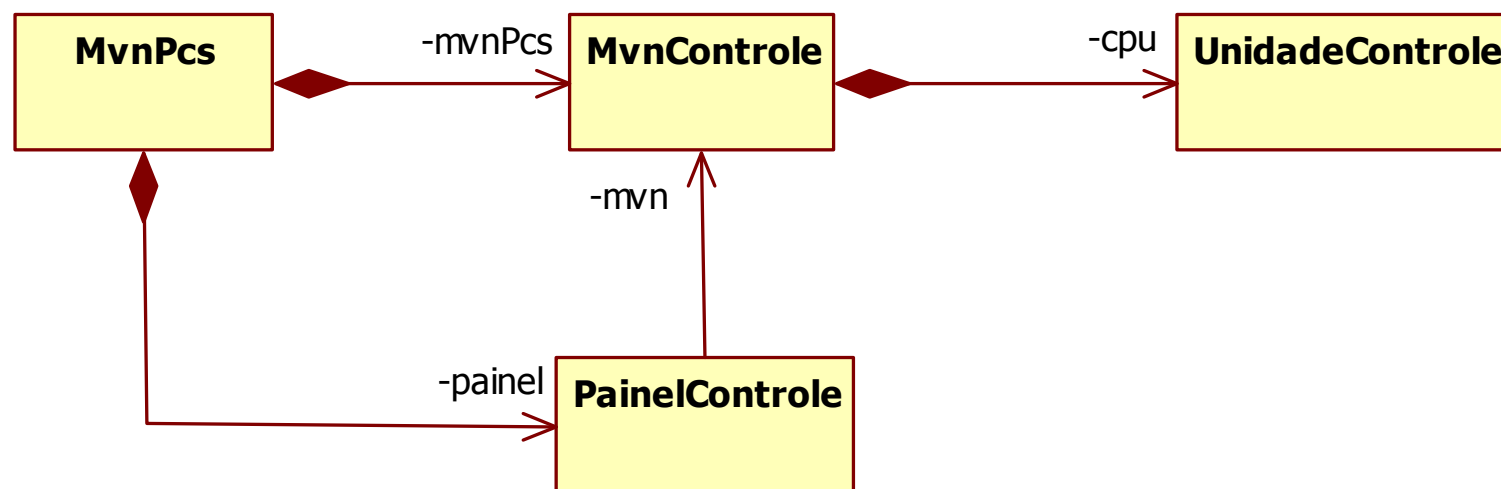 MvnPcs
-mvnPcs
MvnControle
-cpu
UnidadeControle
-mvn
-painel
PainelControle